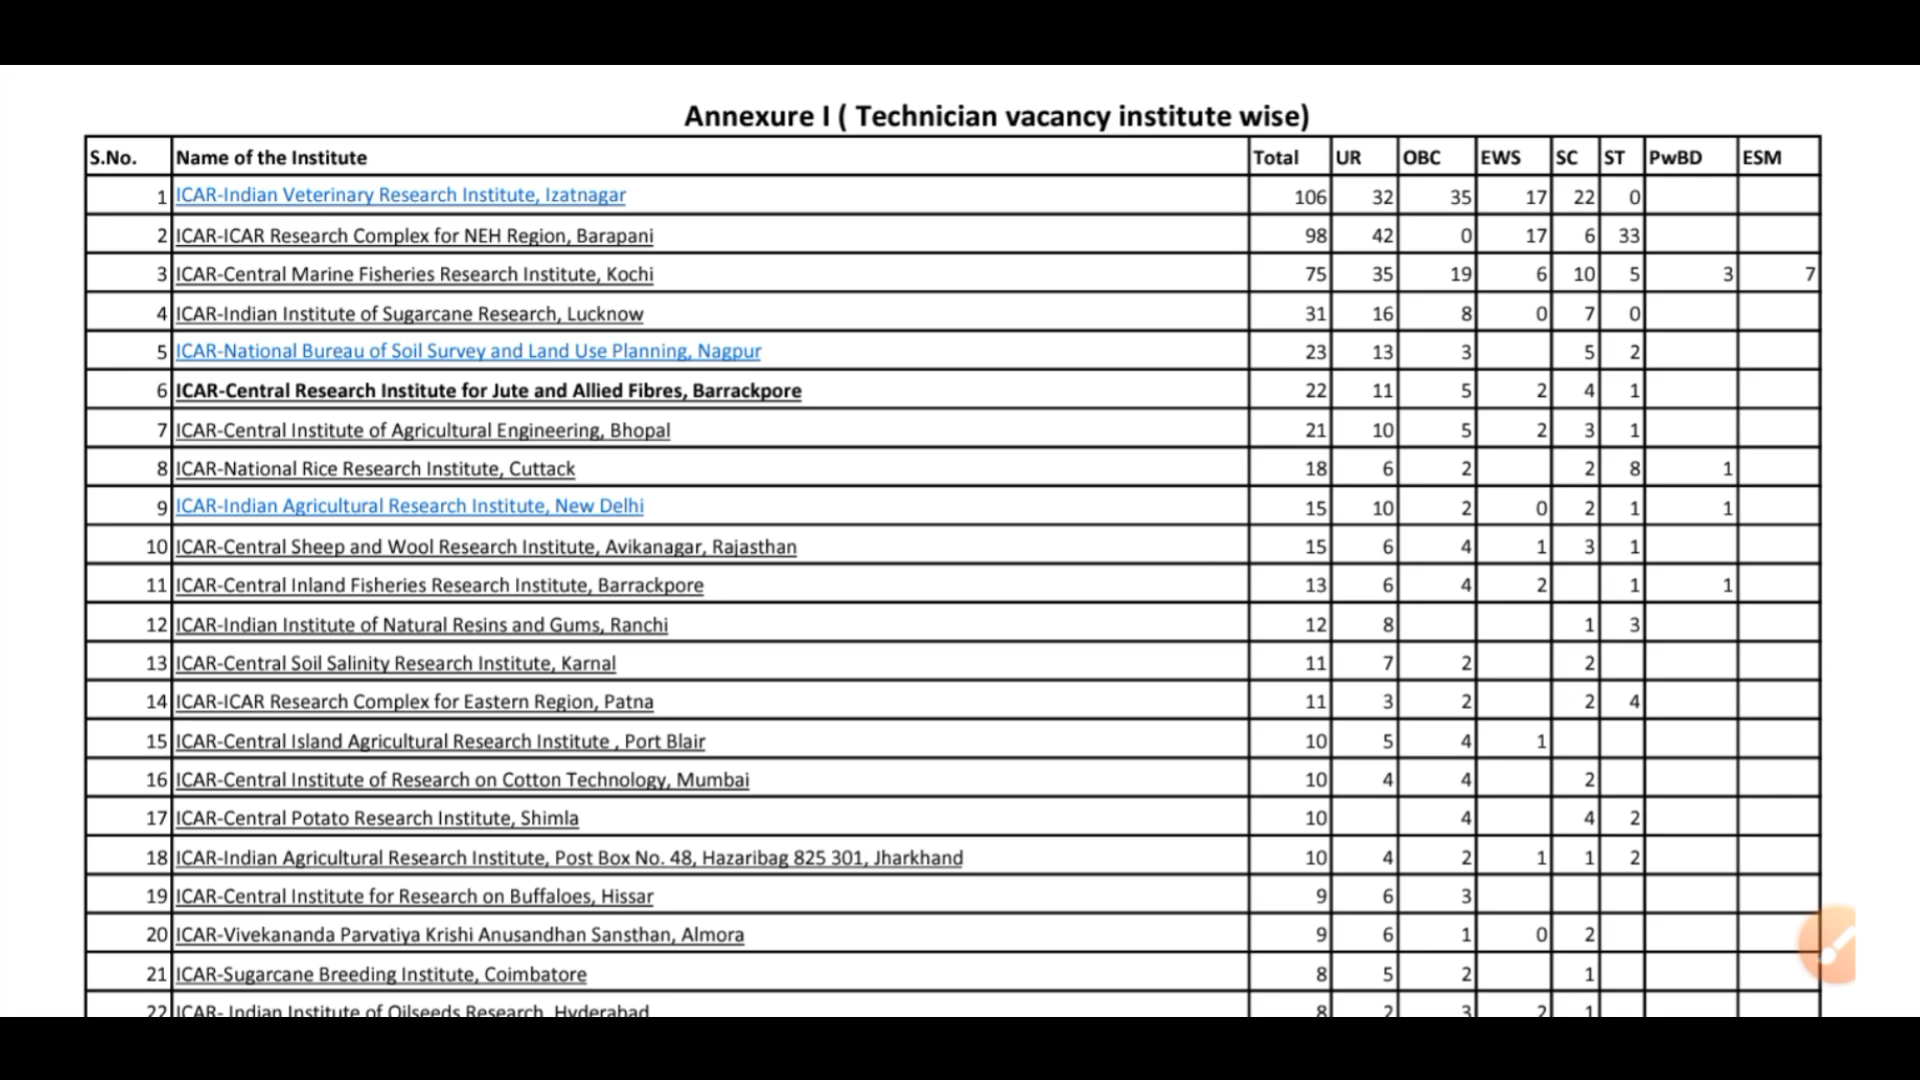 Annexure I ( Technician vacancy institute wise)
S.No. Name of the Institute Total UR OBC EWS SC ST PwBD ESM
1 ICAR-Indian Veterinary Research Institute, Izatnagar 106 32 35 17 22 0
2 ICAR-ICAR Research Complex for NEH Region, Barapani 98 42 0 17 6 33
3 ICAR-Central Marine Fisheries Research Institute, Kochi 75 35 19 6 10 5 3 7
4 ICAR-Indian Institute of Sugarcane Research, Lucknow 31 16 8 0 7 0
5 ICAR-National Bureau of Soil Survey and Land Use Planning, Nagpur 23 13 3 5 2
6 ICAR-Central Research Institute for Jute and Allied Fibres, Barrackpore 22 11 5 2 4 1
7 ICAR-Central Institute of Agricultural Engineering, Bhopal 21 10 5 2 3 1
8 ICAR-National Rice Research Institute, Cuttack 18 6 2 2 8 1
9 ICAR-Indian Agricultural Research Institute, New Delhi 15 10 2 0 2 1 1
10 ICAR-Central Sheep and Wool Research Institute, Avikanagar, Rajasthan 15 6 4 1 3 1
11 ICAR-Central Inland Fisheries Research Institute, Barrackpore 13 6 4 2 1 1
12 ICAR-Indian Institute of Natural Resins and Gums, Ranchi 12 8 1 3
13 ICAR-Central Soil Salinity Research Institute, Karnal 11 7 2 2
14 ICAR-ICAR Research Complex for Eastern Region, Patna 11 3 2 2 4
15 ICAR-Central Island Agricultural Research Institute , Port Blair 10 5 4 1
16 ICAR-Central Institute of Research on Cotton Technology, Mumbai 10 4 4 2
17 ICAR-Central Potato Research Institute, Shimla 10 4 4 2
18 ICAR-Indian Agricultural Research Institute, Post Box No. 48, Hazaribag 825 301, Jharkhand 10 4 2 1 1 2
19 ICAR-Central Institute for Research on Buffaloes, Hissar 9 6 3
20 ICAR-Vivekananda Parvatiya Krishi Anusandhan Sansthan, Almora 9 6 1 0 2
21 ICAR-Sugarcane Breeding Institute, Coimbatore 8 5 2 1
22 ICAR- Indian Institute of Oilseeds Research, Hyderabad 8 2 3 2 1